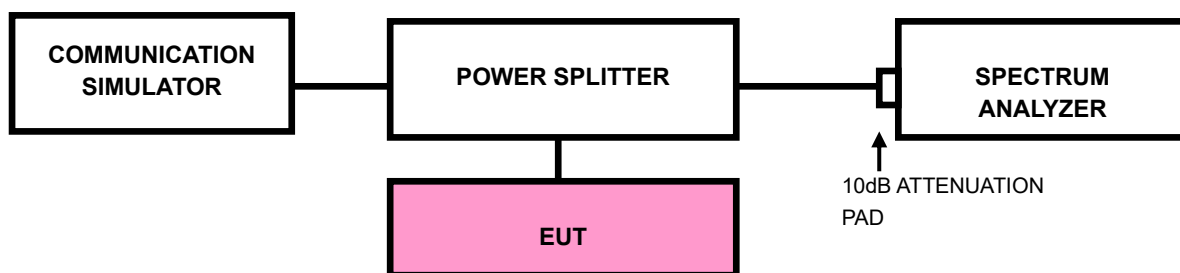 COMMUNICATION
SIMULATOR
POWER SPLITTER
SPECTRUM
ANALYZER
10dB ATTENUATION
PAD
EUT